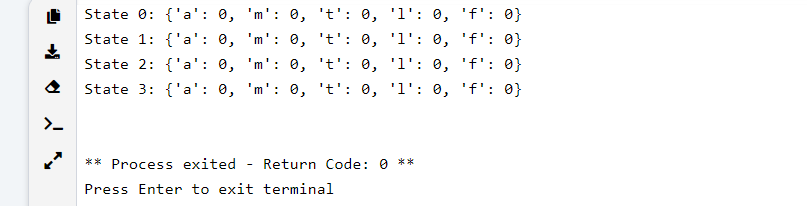 State 0: {'a': 0, 'm': 0, 't': 0, 'l': 0, 'f': 0}
State 1: {'a': 0, 'm': 0, 't': 0, 'l': 0, 'f': 0}
State 2: {'a': 0, 'm': 0, 't': 0, 'l': 0, 'f': 0}
State 3: {'a': 0, 'm': 0, 't': 0, 'l': 0, 'f': 0}
** Process exited - Return Code: 0 **
Press Enter to exit terminal